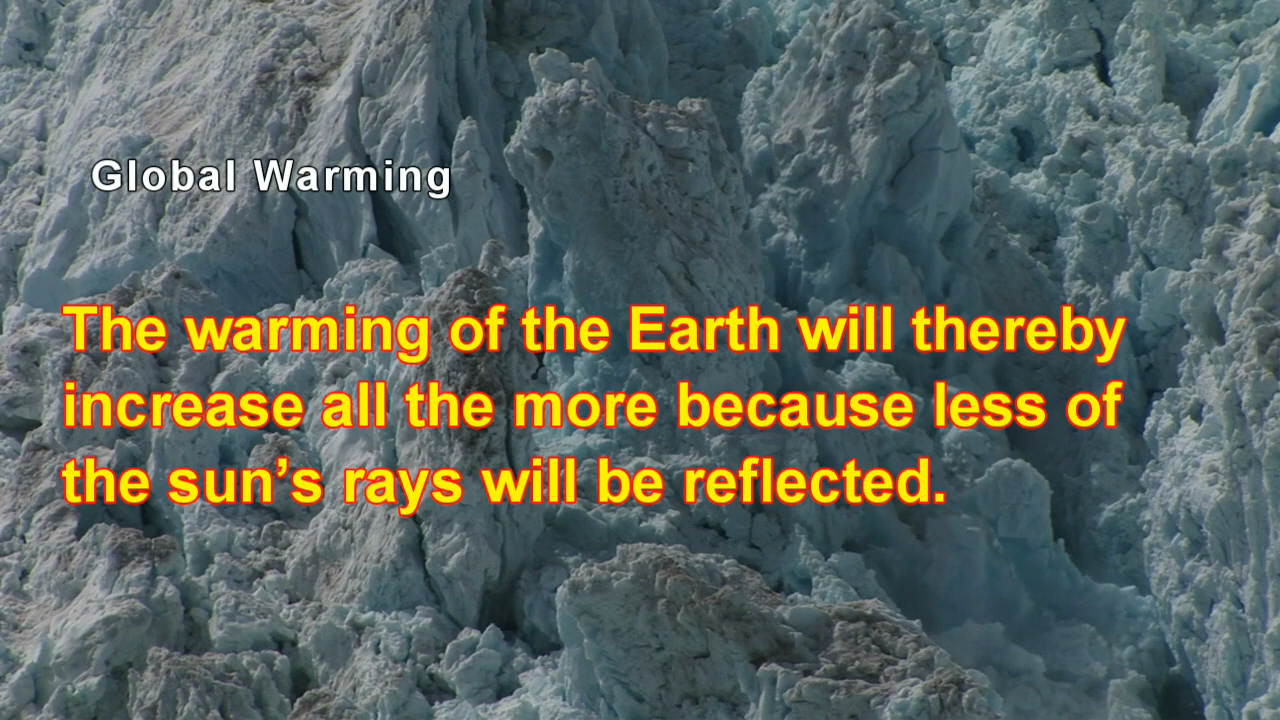 Global Warming
The warming of the Earth will thereby
increase all the more because less of
the sun’s rays will be reflected.